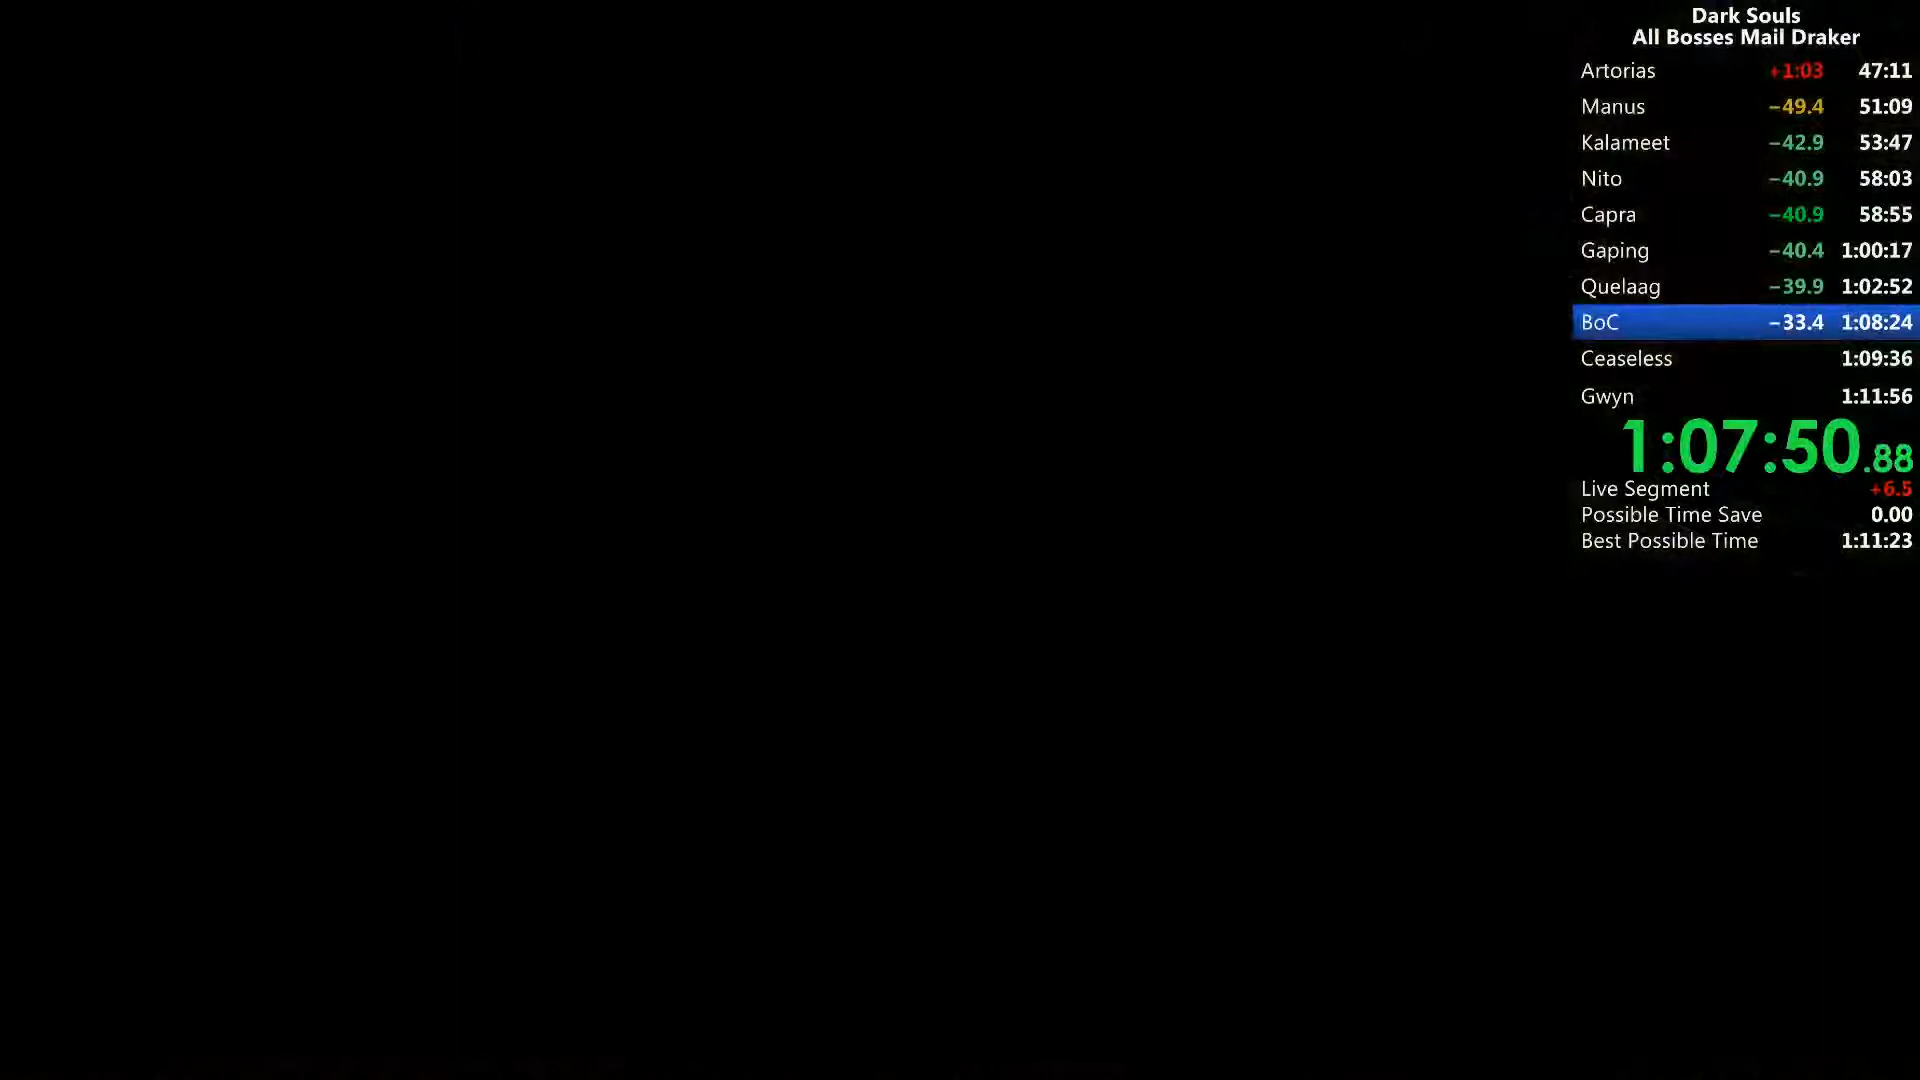 Dark Souls
All Bosses Mail Draker
Artorias +1:03 47:11
Manus −49.4 51:09
Kalameet −42.9 53:47
Nito −40.9 58:03
Capra −40.9 58:55
Gaping −40.4 1:00:17
Quelaag −39.9 1:02:52
BoC −33.4 1:08:24
Ceaseless 1:09:36
Gwyn 1:11:56
1:07:50.88
Live Segment +6.5
Possible Time Save 0.00
Best Possible Time 1:11:23